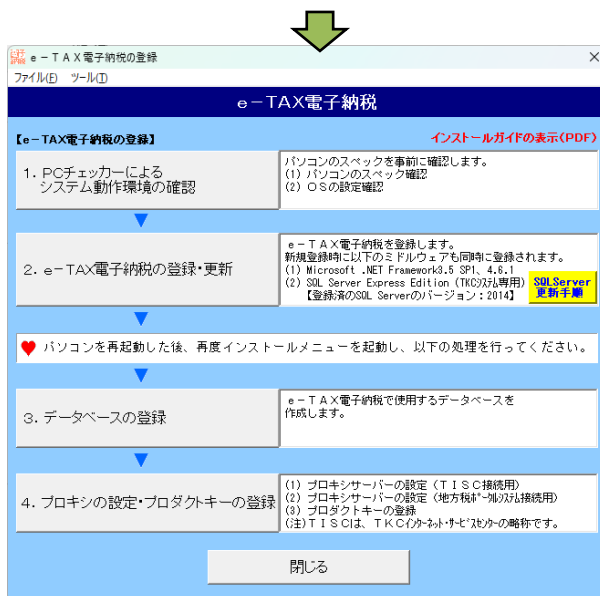 e－TAX電子納税の登録
ファイル(F) ツール(T)
e－TAX電子納税
【e－TAX電子納税の登録】 インストールガイドの表示(PDF)
1. PCチェッカーによる
システム動作環境の確認
パソコンのスペックを事前に確認します。
(1) パソコンのスペック確認
(2) OSの設定確認
2. e－TAX電子納税の登録・更新
e－TAX電子納税を登録します。
新規登録時に以下のミドルウェアも同時に登録されます。
(1) Microsoft .NET Framework3.5 SP1、4.6.1
(2) SQL Server Express Edition (TKCｼｽﾃﾑ専用)
【登録済のSQL Serverのバージョン：2014】
SQLServer
更新手順
♥ パソコンを再起動した後、再度インストールメニューを起動し、以下の処理を行ってください。
3. データベースの登録
e－TAX電子納税で使用するデータベースを
作成します。
4. プロキシの設定・プロダクトキーの登録
(1) プロキシサーバーの設定（TISC接続用）
(2) プロキシサーバーの設定（地方税ﾎﾟｰﾀﾙｼｽﾃﾑ接続用）
(3) プロダクトキーの登録
(注)TISCは、TKCｲﾝﾀｰﾈｯﾄ･ｻｰﾋﾞｽｾﾝﾀｰの略称です。
閉じる